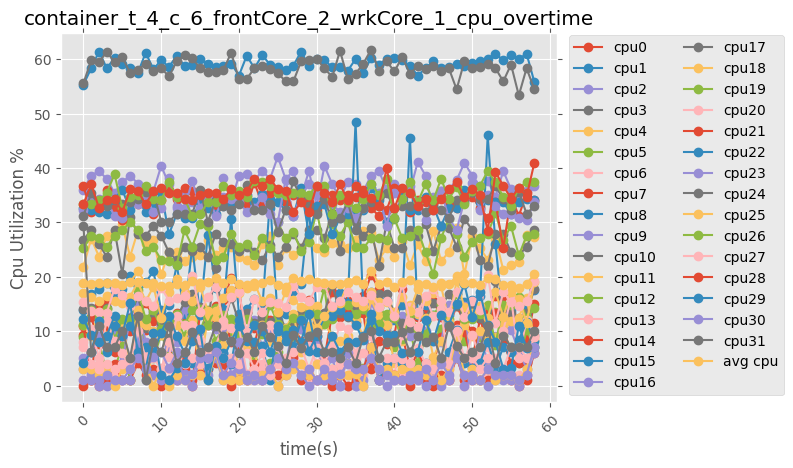 container_t_4_c_6_frontCore_2_wrkCore_1_cpu_overtime
Cpu Utilization %
60
50
40
30
20
10
0
0
10
20
30
40
50
60
time(s)
cpu0
cpu1
cpu2
cpu3
cpu4
cpu5
cpu6
cpu7
cpu8
cpu9
cpu10
cpu11
cpu12
cpu13
cpu14
cpu15
cpu16
cpu17
cpu18
cpu19
cpu20
cpu21
cpu22
cpu23
cpu24
cpu25
cpu26
cpu27
cpu28
cpu29
cpu30
cpu31
avg cpu